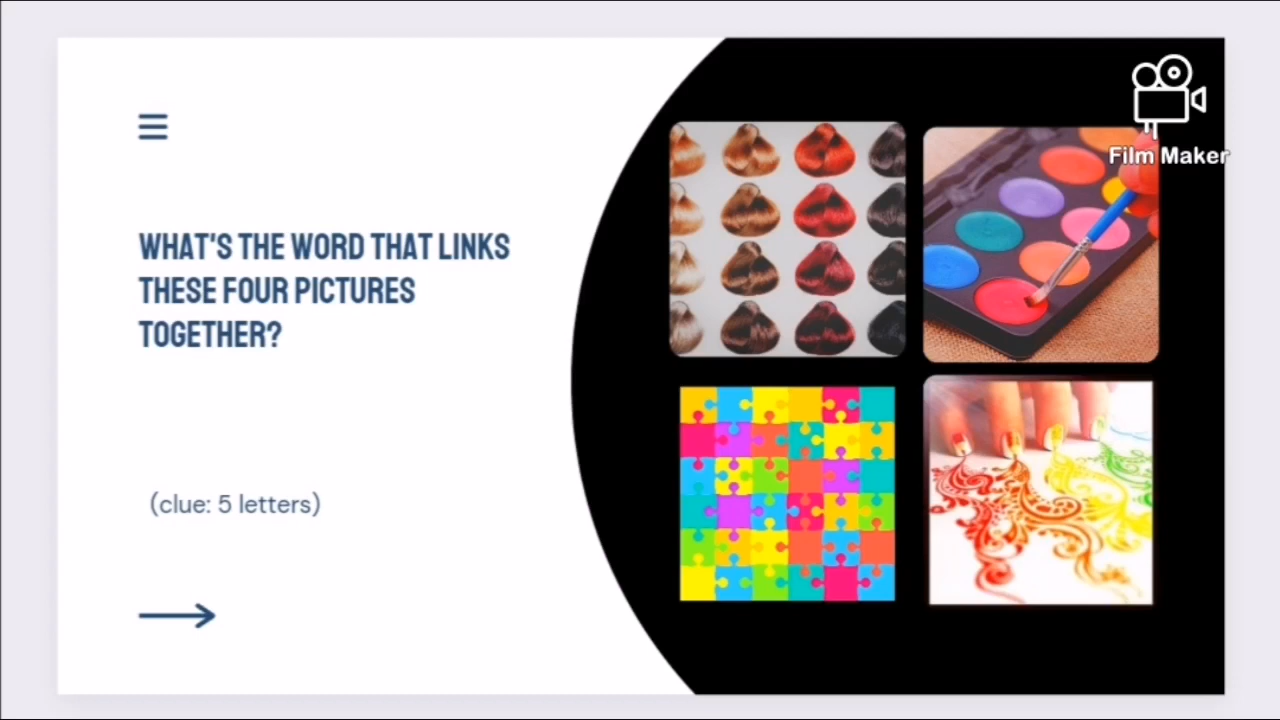 Film Maker
WHAT'S THE WORD THAT LINKS
THESE FOUR PICTURES
TOGETHER?
(clue: 5 letters)